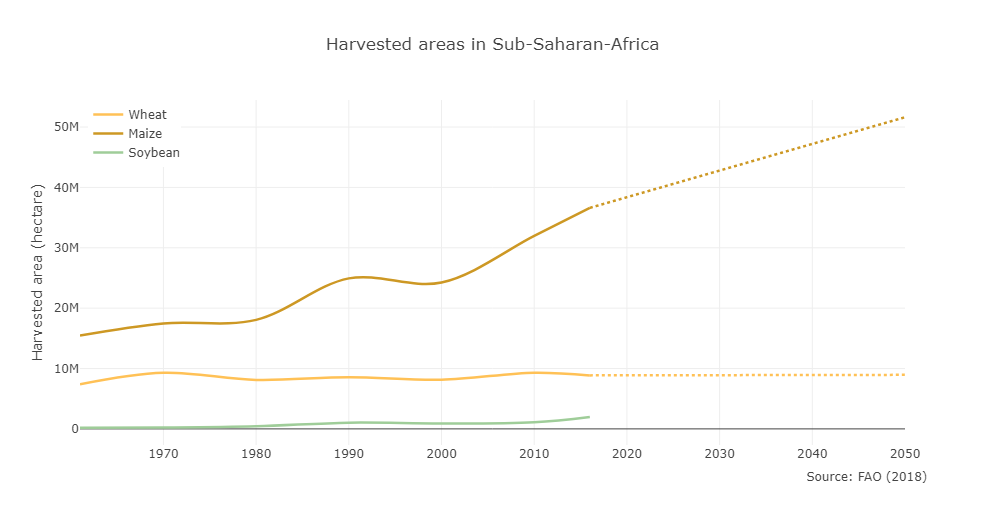 Harvested areas in Sub-Saharan-Africa
Wheat
Maize
Soybean
Harvested area (hectare)
50M
40M
30M
20M
10M
0
1970 1980 1990 2000 2010 2020 2030 2040 2050
Source: FAO (2018)